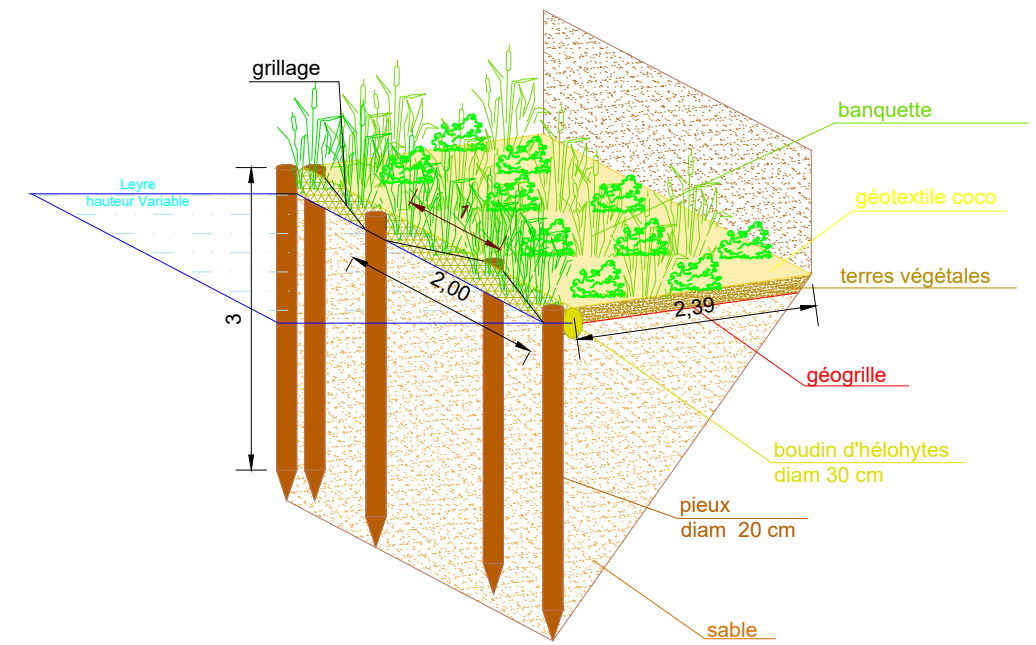 grillage
banquette
Leyre
hauteur Variable
géotextile coco
1
terres végétales
2,00
2,39
3
géogrille
boudin d'hélohytes
diam 30 cm
pieux
diam 20 cm
sable